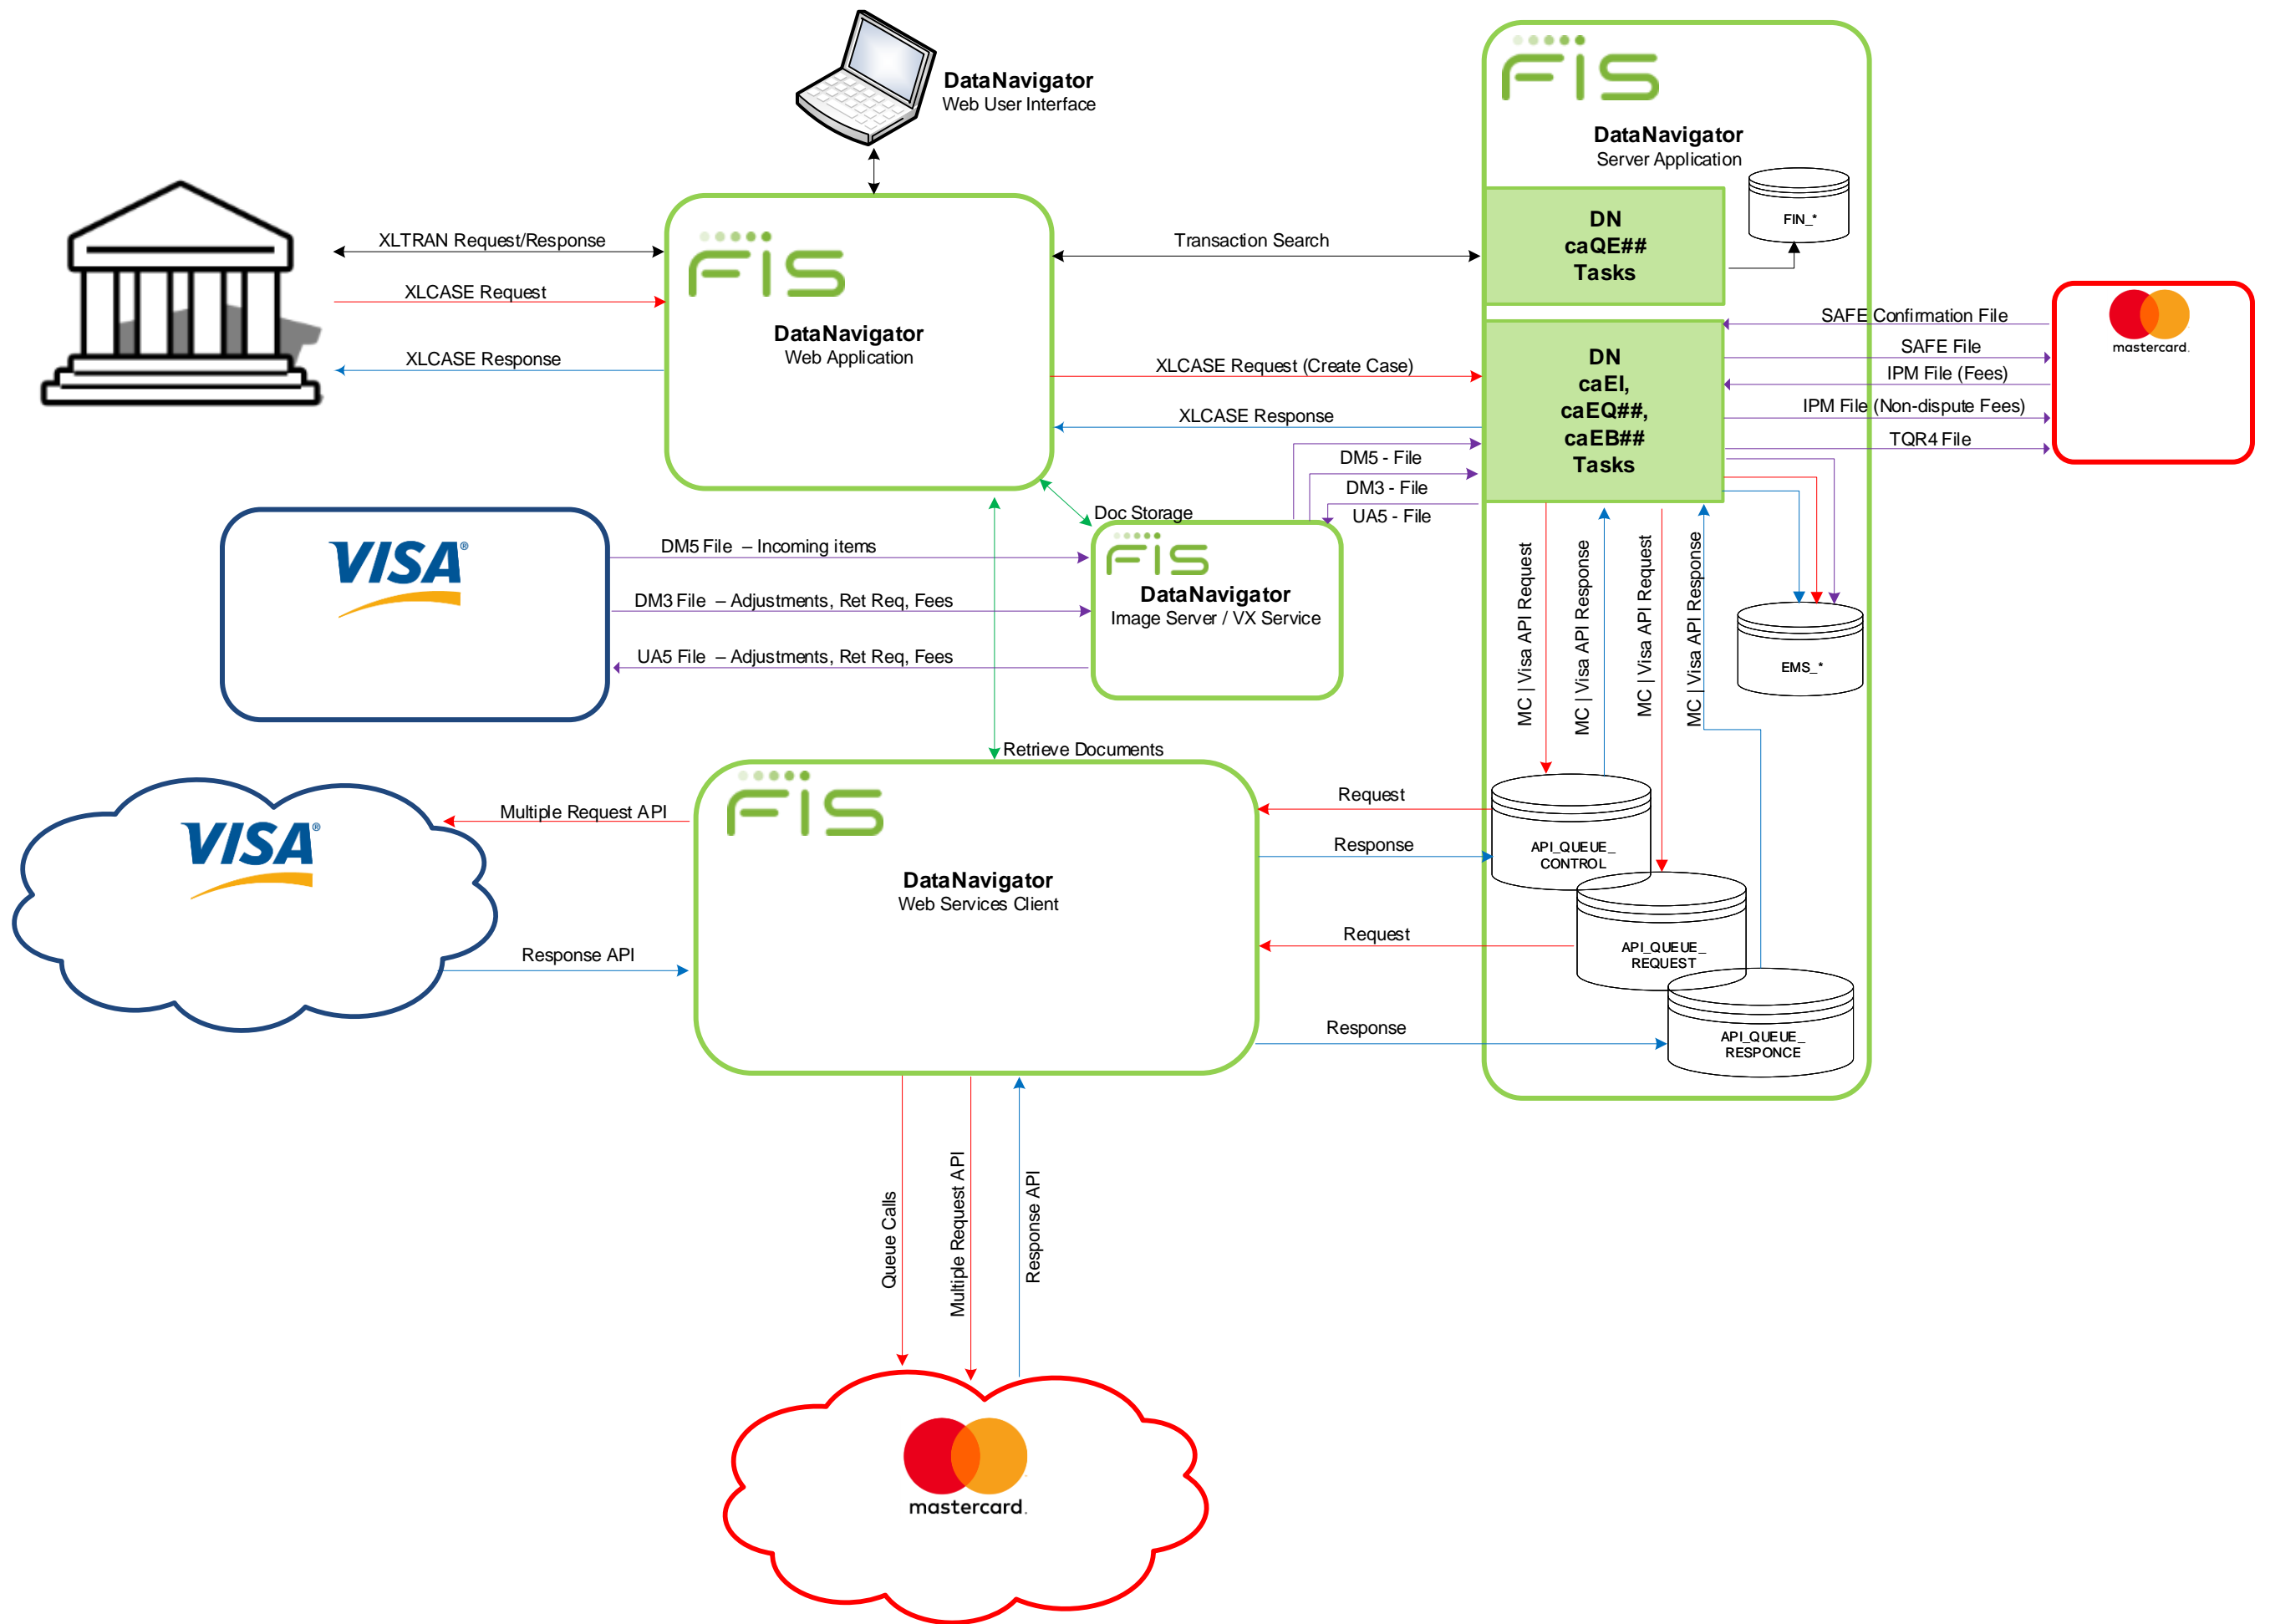 DataNavigator
Web User Interface
FIS
DataNavigator
Server Application
DN
caQE##
Tasks
FIN_*
XLTRAN Request/Response
XLCASE Request
XLCASE Response
FIS
DataNavigator
Web Application
Transaction Search
XLCASE Request (Create Case)
XLCASE Response
DN
caEI,
caEQ##,
caEB##
Tasks
SAFE Confirmation File
SAFE File
IPM File (Fees)
IPM File (Non-dispute Fees)
TQR4 File
mastercard.
DM5 - File
DM3 - File
UA5 - File
Doc Storage
VISA®
DM5 File – Incoming items
DM3 File – Adjustments, Ret Req, Fees
UA5 File – Adjustments, Ret Req, Fees
FIS
DataNavigator
Image Server / VX Service
MC | Visa API Request
MC | Visa API Response
MC | Visa API Request
MC | Visa API Response
EMS_*
Retrieve Documents
VISA®
Multiple Request API
Response API
FIS
DataNavigator
Web Services Client
Request
Response
Request
Response
API_QUEUE_
CONTROL
API_QUEUE_
REQUEST
API_QUEUE_
RESPONCE
Queue Calls
Multiple Request API
Response API
mastercard.